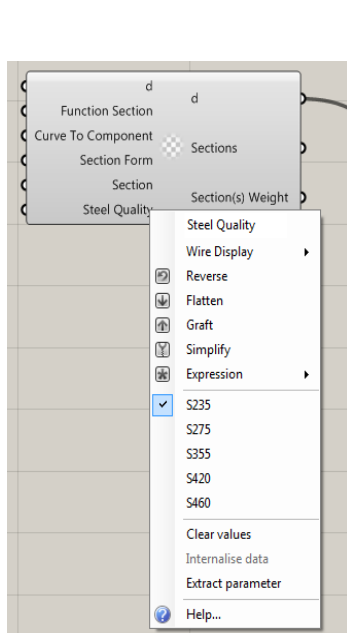 d
Function Section
Curve To Component
Section Form
Section
Steel Quality
d
Sections
Section(s) Weight
Steel Quality
Wire Display
Reverse
Flatten
Graft
Simplify
Expression
S235
S275
S355
S420
S460
Clear values
Internalise data
Extract parameter
Help...